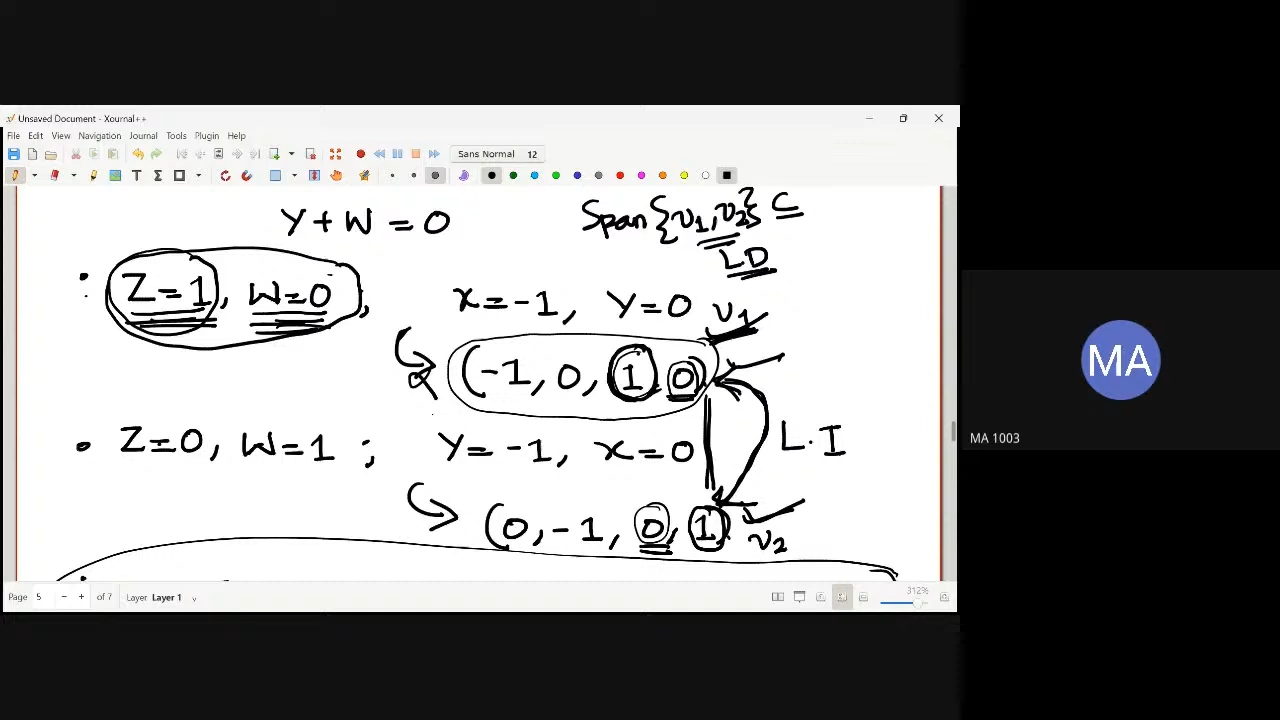 Unsaved Document - Xournal++
File Edit View Navigation Journal Tools Plugin Help
Sans Normal 12
Y+W=0
Span{v1,v2} C
LD
Z=1, W=0,
x=-1, Y=0 v1
(-1,0,1 0)
MA
MA 1003
Z=0, W=1; Y=-1, x=0
L.I
(0,-1,0,1)
v2
Page 5 of 7 Layer Layer 1
312%